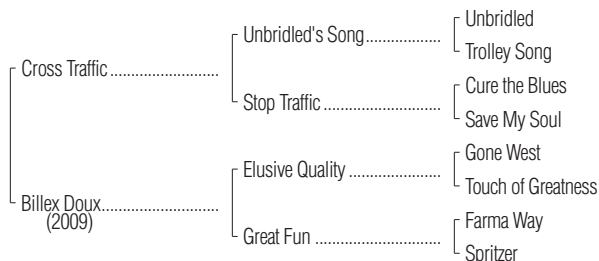 Unbridled
Unbridled's Song
Trolley Song
Cross Traffic
Cure the Blues
Stop Traffic
Save My Soul
Gone West
Elusive Quality
Touch of Greatness
Billex Doux
(2009)
Farma Way
Great Fun
Spritzer